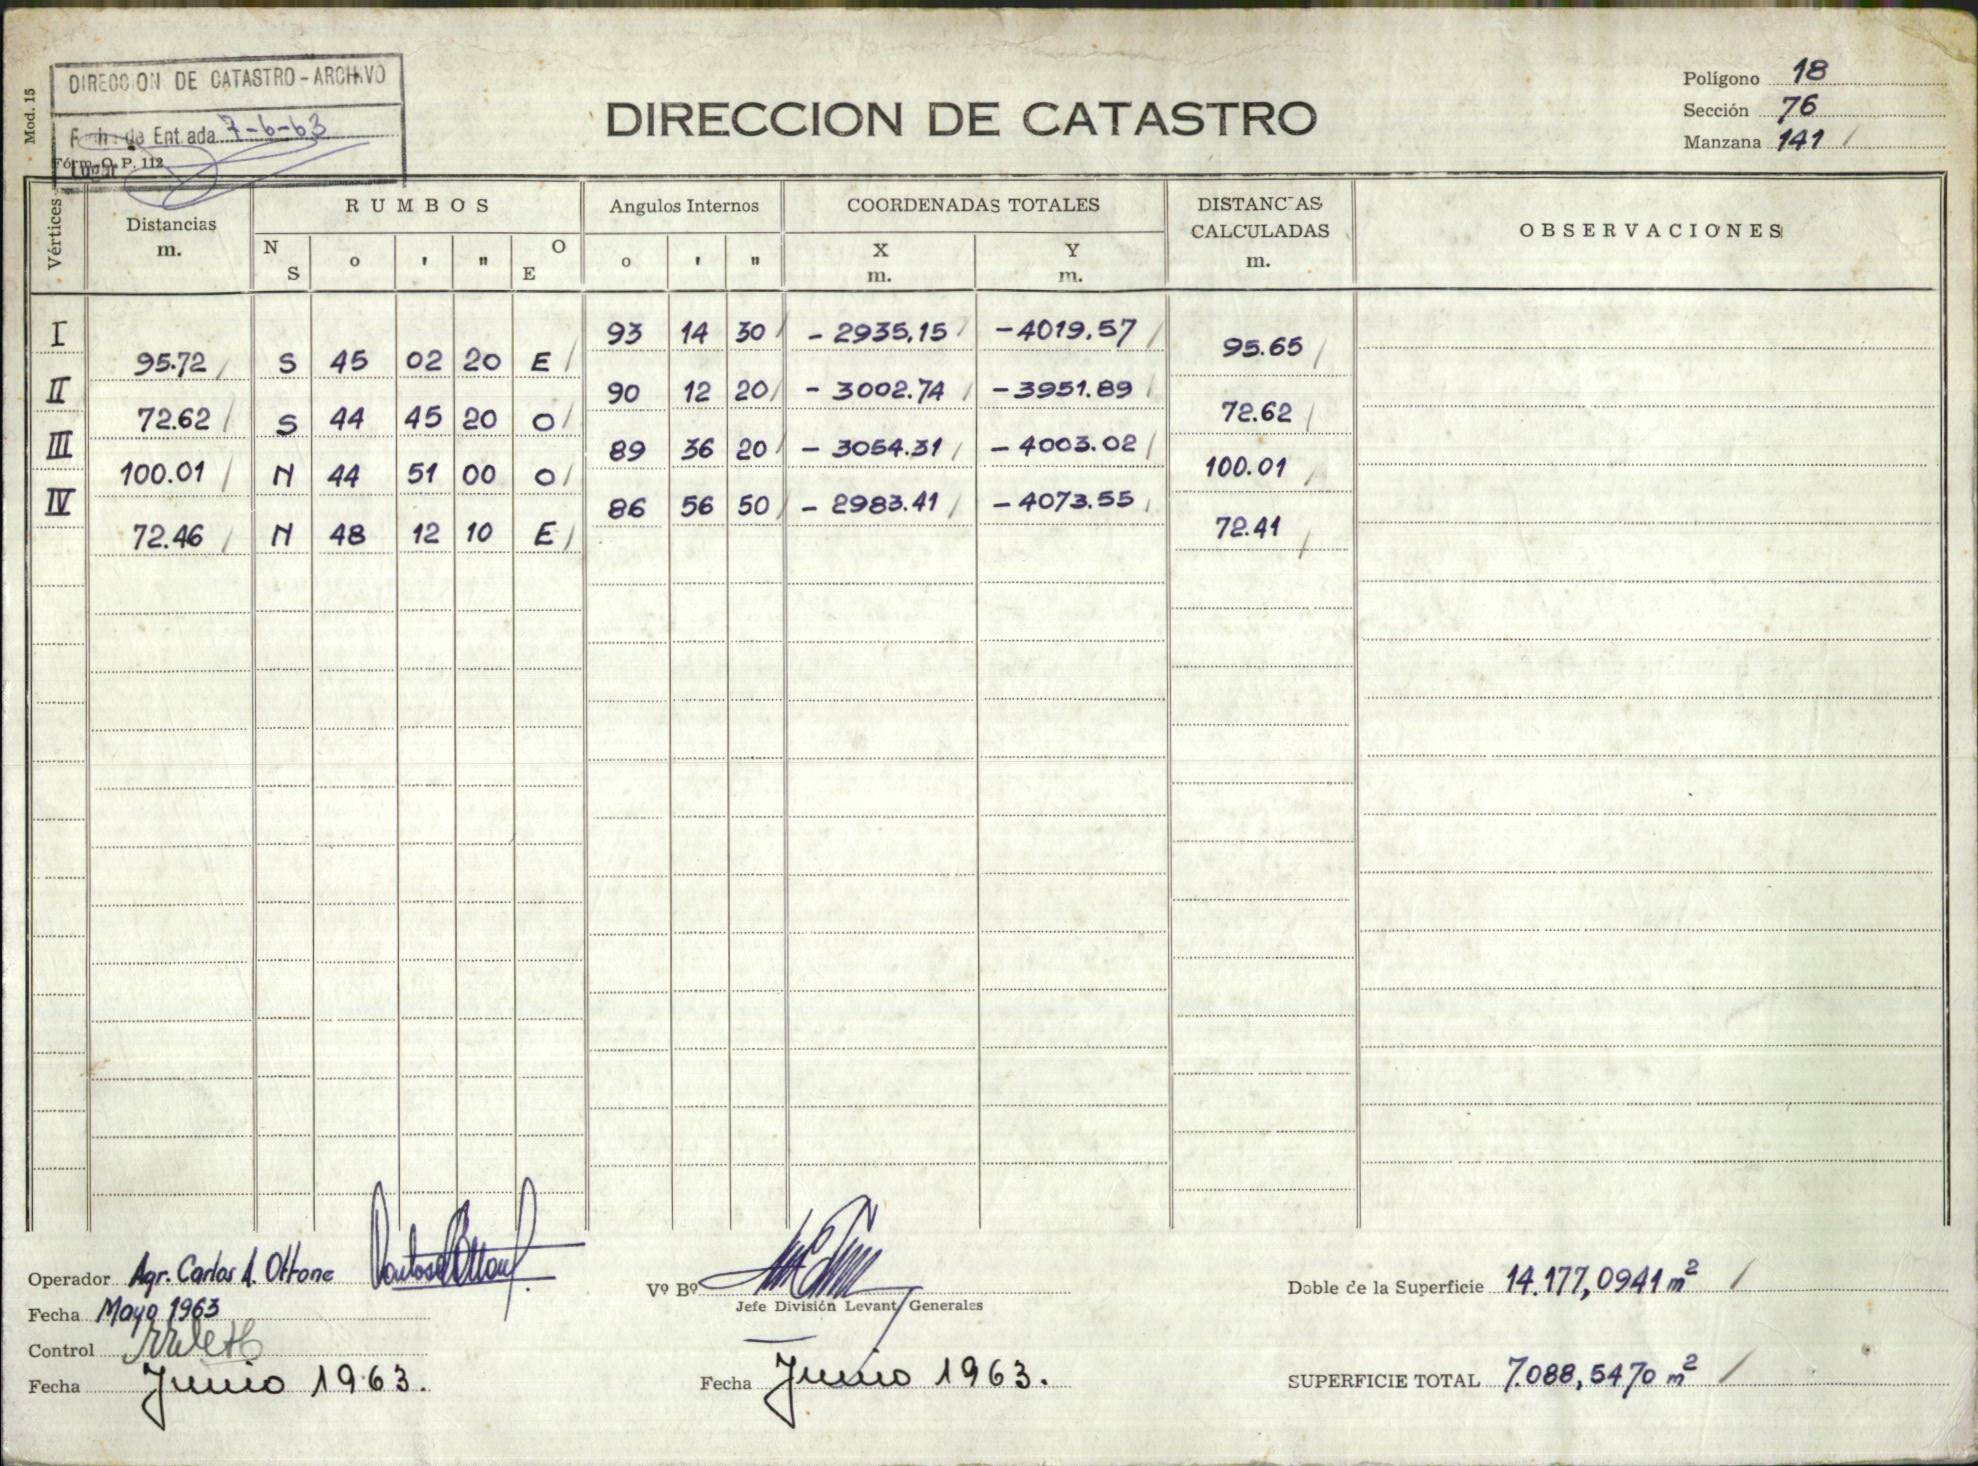 DIRECCION DE CATASTRO - ARCHIVO
Fecha de Entrada 7-6-63
Mod. 15
Fórm. O. P. 112
DIRECCION DE CATASTRO
Polígono 18
Sección 76
Manzana 141
Vértices
Distancias m.
RUMBOS
N S o ' " O E
Angulos Internos
o ' "
COORDENADAS TOTALES
X m. Y m.
DISTANCIAS CALCULADAS m.
OBSERVACIONES
I 93 14 30 - 2935,15 - 4019,57
95.72 S 45 02 20 E 95.65
II 90 12 20 - 3002.74 - 3951.89
72.62 S 44 45 20 O 72.62
III 89 36 20 - 3054.31 - 4003.02
100.01 N 44 51 00 O 100.01
IV 86 56 50 - 2983.41 - 4073.55
72.46 N 48 12 10 E 72.41
Operador Agr. Carlos A. Ottone
Fecha Mayo 1963
Control
Fecha Junio 1963.
Vº Bº
Jefe División Levant. Generales
Fecha Junio 1963.
Doble de la Superficie 14.177,0941 m²
SUPERFICIE TOTAL 7.088,5470 m²